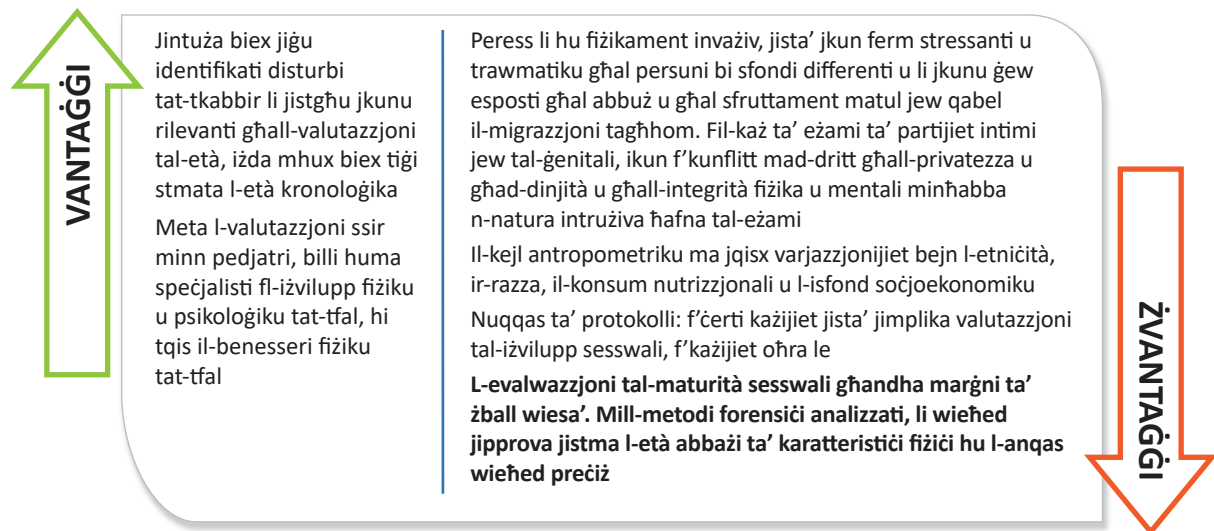 VANTAĠĠI
Jintuża biex jiġu
identifikati disturbi
tat-tkabbir li jistgħu jkunu
rilevanti għall-valutazzjoni
tal-età, iżda mhux biex tiġi
stmata l-età kronoloġika
Meta l-valutazzjoni ssir
minn pedjatri, billi huma
speċjalisti fl-iżvilupp fiżiku
u psikoloġiku tat-tfal, hi
tqis il-benesseri fiżiku
tat-tfal
Peress li hu fiżikament invażiv, jista’ jkun ferm stressanti u
trawmatiku għal persuni bi sfondi differenti u li jkunu ġew
esposti għal abbuż u għal sfruttament matul jew qabel
il-migrazzjoni tagħhom. Fil-każ ta’ eżami ta’ partijiet intimi
jew tal-ġenitali, ikun f’kunflitt mad-dritt għall-privatezza u
għad-dinjità u għall-integrità fiżika u mentali minħabba
n-natura intrużiva ħafna tal-eżami
Il-kejl antropometriku ma jqisx varjazzjonijiet bejn l-etniċità,
ir-razza, il-konsum nutrizzjonali u l-isfond soċjoekonomiku
Nuqqas ta’ protokolli: f’ċerti każijiet jista’ jimplika valutazzjoni
tal-iżvilupp sesswali, f’każijiet oħra le
L-evalwazzjoni tal-maturità sesswali għandha marġni ta’
żball wiesa’. Mill-metodi forensiċi analizzati, li wieħed
jipprova jistma l-età abbażi ta’ karatteristiċi fiżiċi hu l-anqas
wieħed preċiż
ŻVANTAĠĠI